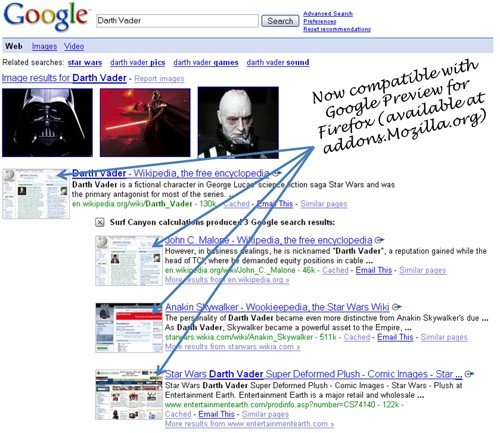 Google
Darth Vader
Search
Advanced Search
Preferences
Reset recommendations
Web Images Video
Related searches: star wars darth vader pics darth vader games darth vader sound
Image results for Darth Vader - Report images
Now compatible with
Google Preview for
Firefox (available at
addons.Mozilla.org)
Darth Vader - Wikipedia, the free encyclopedia
Darth Vader is a fictional character in George Lucas' science fiction saga Star Wars and was
the primary antagonist for most of the series. ...
en.wikipedia.org/wiki/Darth_Vader - 130k - Cached - Email This - Similar pages
Surf Canyon calculations produced 3 Google search results:
John C. Malone - Wikipedia, the free encyclopedia
However, in business dealings, he is nicknamed "Darth Vader", a reputation gained while the
head of TCI, where he demanded equity positions in cable ...
en.wikipedia.org/wiki/John_C._Malone - 46k - Cached - Email This - Similar pages
More results from en.wikipedia.org »
Anakin Skywalker - Wookieepedia, the Star Wars Wiki
The personality of Darth Vader became even more distinctive from Anakin Skywalker's due ...
As Darth Vader, Skywalker became a powerful asset to the Empire, ...
starwars.wikia.com/wiki/Anakin_Skywalker - 511k - Cached - Email This - Similar pages
More results from starwars.wikia.com »
Star Wars Darth Vader Super Deformed Plush - Comic Images - Star ...
Star Wars Darth Vader Super Deformed Plush - Comic Images - Star Wars - Plush at
Entertainment Earth. Entertainment Earth is a major retail and wholesale ...
www.entertainmentearth.com/prodinfo.asp?number=CS74140 - 122k -
Cached - Email This - Similar pages
More results from www.entertainmentearth.com »